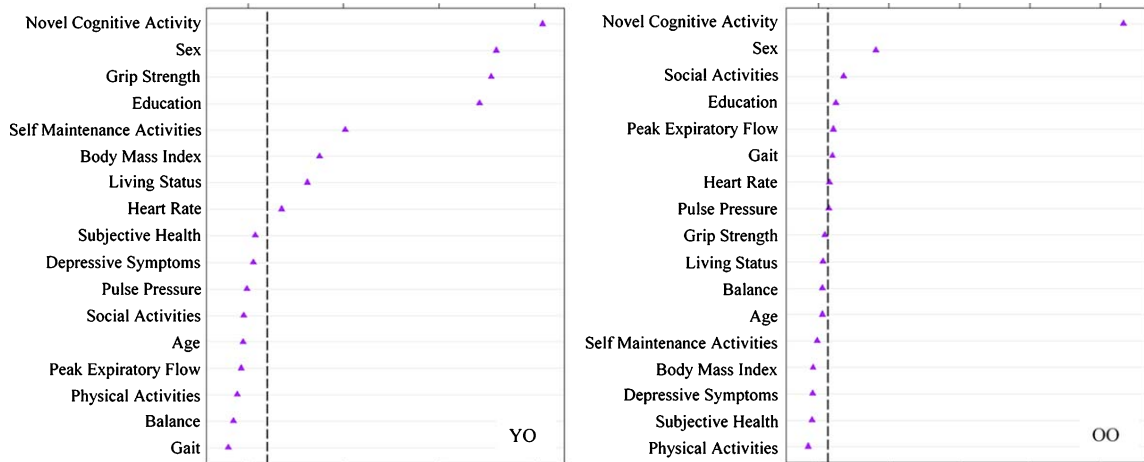 Novel Cognitive Activity
Sex
Grip Strength
Education
Self Maintenance Activities
Body Mass Index
Living Status
Heart Rate
Subjective Health
Depressive Symptoms
Pulse Pressure
Social Activities
Age
Peak Expiratory Flow
Physical Activities
Balance
Gait
YO
Novel Cognitive Activity
Sex
Social Activities
Education
Peak Expiratory Flow
Gait
Heart Rate
Pulse Pressure
Grip Strength
Living Status
Balance
Age
Self Maintenance Activities
Body Mass Index
Depressive Symptoms
Subjective Health
Physical Activities
OO